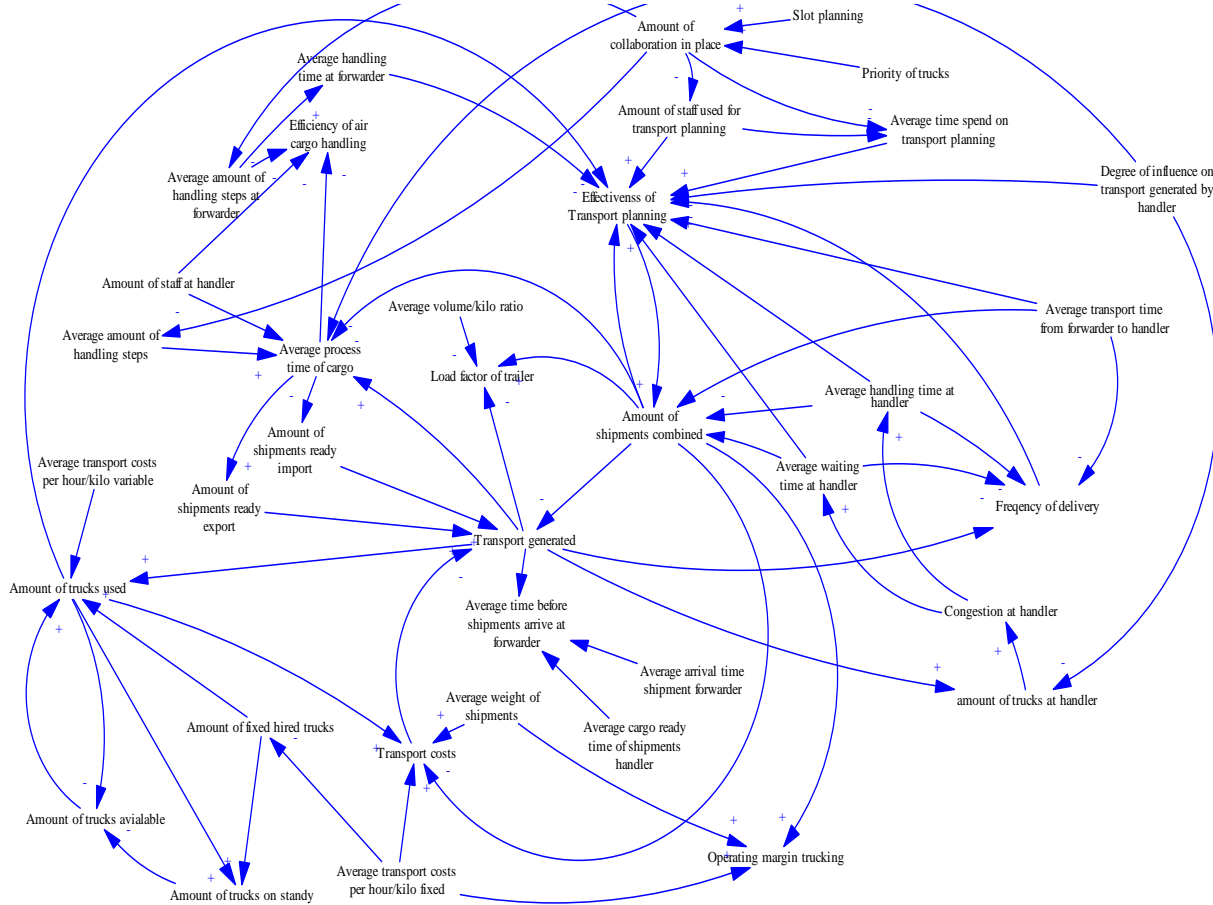 Slot planning
Amount of
collaboration in place
Average handling
time at forwarder
Priority of trucks
Amount of staff used for
transport planning
Efficiency of air
cargo handling
Average time spend on
transport planning
Average amount of
handling steps at
forwarder
Degree of influence on
transport generated by
handler
Effectivenss of
Transport planning
Amount of staff at handler
Average volume/kilo ratio
Average transport time
from forwarder to handler
Average amount of
handling steps
Average process
time of cargo
Load factor of trailer
Average handling time at
handler
Amount of
shipments combined
Amount of
shipments ready
import
Average transport costs
per hour/kilo variable
Average waiting
time at handler
Amount of
shipments ready
export
Freqency of delivery
Transport generated
Amount of trucks used
Average time before
shipments arrive at
forwarder
Congestion at handler
Average arrival time
shipment forwarder
amount of trucks at handler
Average weight of
shipments
Amount of fixed hired trucks
Average cargo ready
time of shipments
handler
Transport costs
Amount of trucks avialable
Operating margin trucking
Average transport costs
per hour/kilo fixed
Amount of trucks on standy